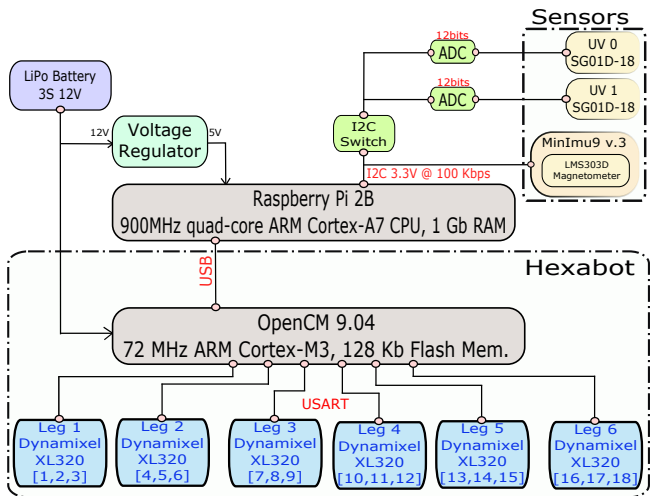 Sensors
12bits
ADC
UV 0
SG01D-18
12bits
ADC
UV 1
SG01D-18
LiPo Battery
3S 12V
12V
Voltage
Regulator
5V
I2C
Switch
MinImu9 v.3
LMS303D
Magnetometer
I2C 3.3V @ 100 Kbps
Raspberry Pi 2B
900MHz quad-core ARM Cortex-A7 CPU, 1 Gb RAM
USB
Hexabot
OpenCM 9.04
72 MHz ARM Cortex-M3, 128 Kb Flash Mem.
USART
Leg 1
Dynamixel
XL320
[1,2,3]
Leg 2
Dynamixel
XL320
[4,5,6]
Leg 3
Dynamixel
XL320
[7,8,9]
Leg 4
Dynamixel
XL320
[10,11,12]
Leg 5
Dynamixel
XL320
[13,14,15]
Leg 6
Dynamixel
XL320
[16,17,18]